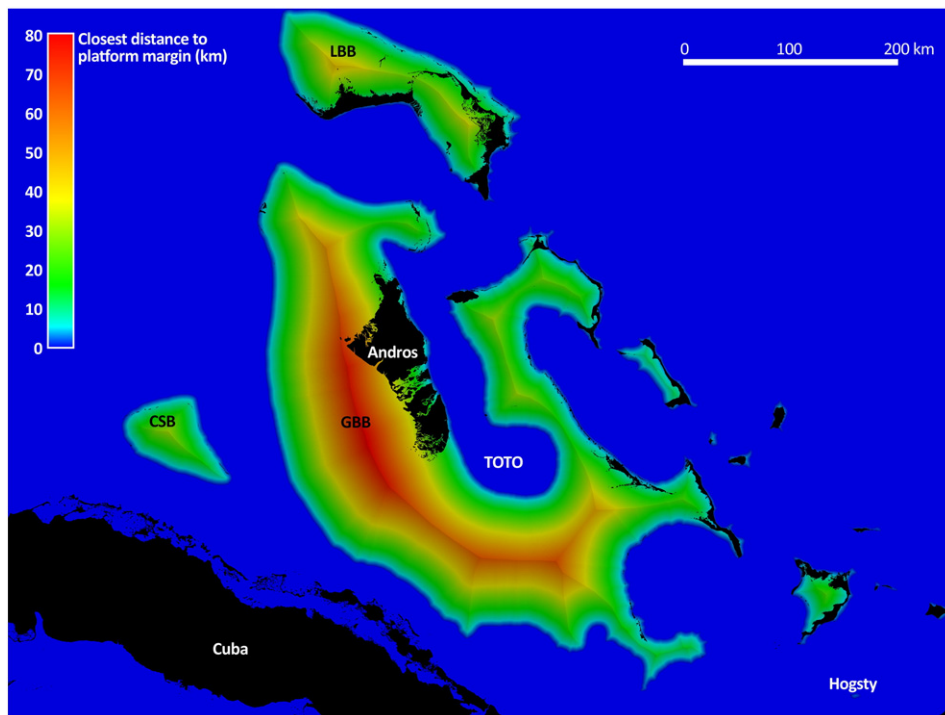 80
70
60
50
40
30
20
10
0
Closest distance to
platform margin (km)
0 100 200 km
LBB
Andros
CSB
GBB
TOTO
Cuba
Hogsty